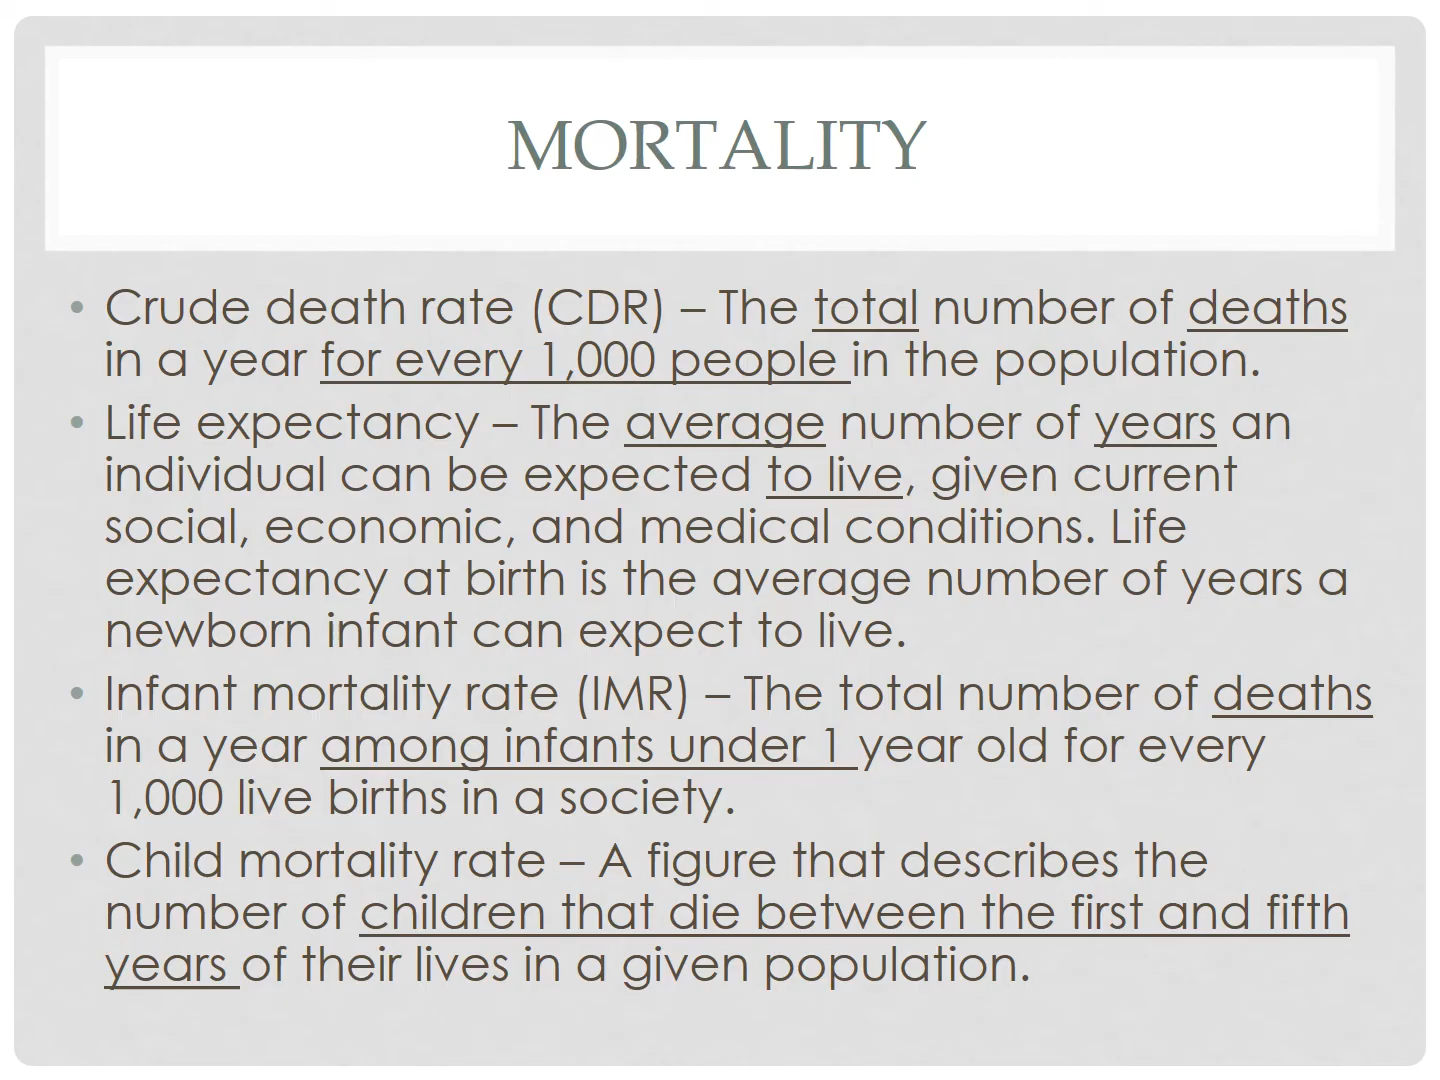 MORTALITY
• Crude death rate (CDR) – The total number of deaths
in a year for every 1,000 people in the population.
• Life expectancy – The average number of years an
individual can be expected to live, given current
social, economic, and medical conditions. Life
expectancy at birth is the average number of years a
newborn infant can expect to live.
• Infant mortality rate (IMR) – The total number of deaths
in a year among infants under 1 year old for every
1,000 live births in a society.
• Child mortality rate – A figure that describes the
number of children that die between the first and fifth
years of their lives in a given population.